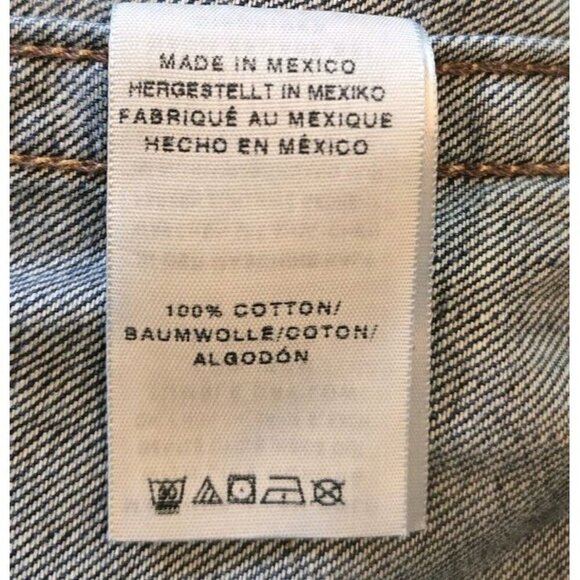 MADE IN MEXICO
HERGESTELLT IN MEXIKO
FABRIQUÉ AU MEXIQUE
HECHO EN MÉXICO
100% COTTON/
BAUMWOLLE/COTON/
ALGODÓN